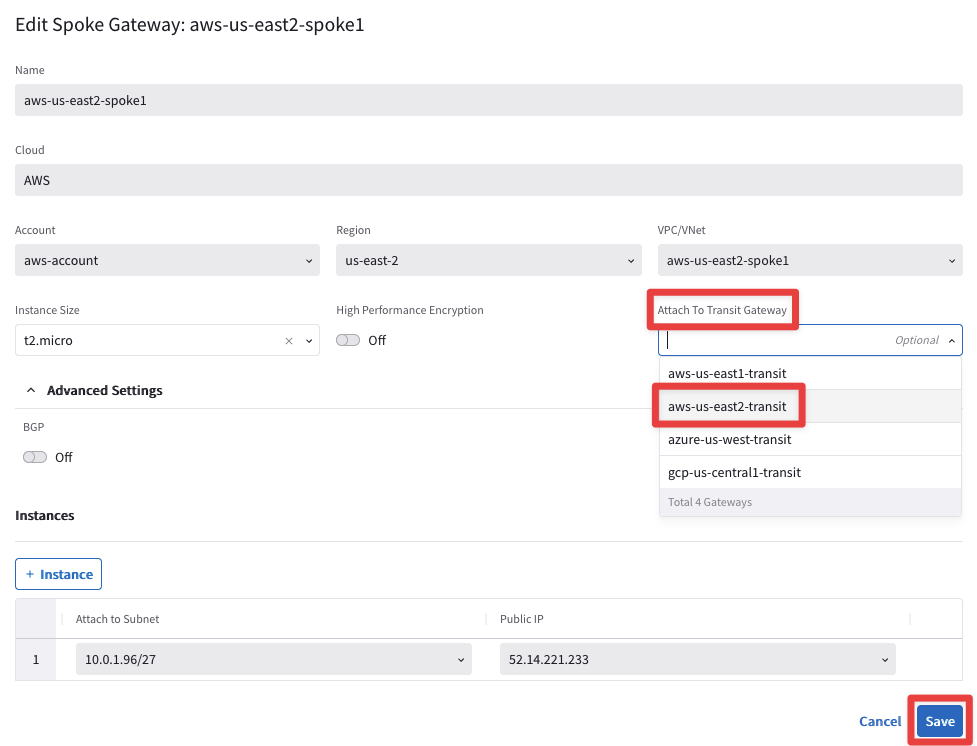 Edit Spoke Gateway: aws-us-east2-spoke1
Name
aws-us-east2-spoke1
Cloud
AWS
Account
Region
VPC/VNet
aws-account
us-east-2
aws-us-east2-spoke1
Instance Size
High Performance Encryption
Attach To Transit Gateway
t2.micro
Off
Optional
aws-us-east1-transit
Advanced Settings
aws-us-east2-transit
BGP
azure-us-west-transit
Off
gcp-us-central1-transit
Total 4 Gateways
Instances
+ Instance
Attach to Subnet
Public IP
1
10.0.1.96/27
52.14.221.233
Cancel
Save